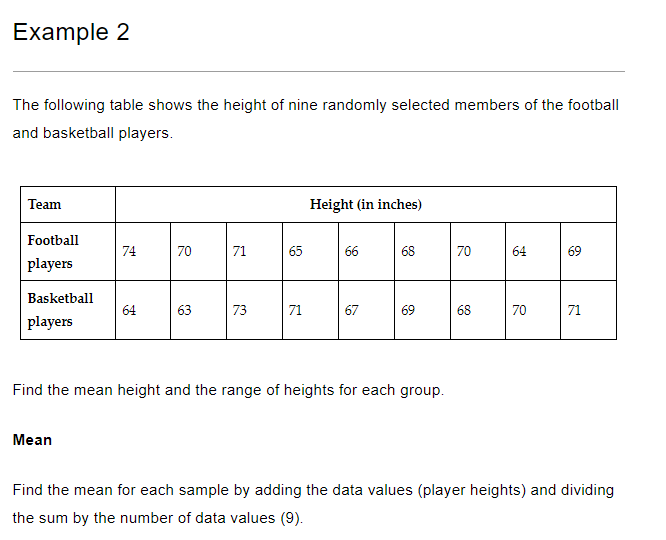 Example 2
The following table shows the height of nine randomly selected members of the football
and basketball players.
Team Height (in inches)
Football
players 74 70 71 65 66 68 70 64 69
Basketball
players 64 63 73 71 67 69 68 70 71
Find the mean height and the range of heights for each group.
Mean
Find the mean for each sample by adding the data values (player heights) and dividing
the sum by the number of data values (9).